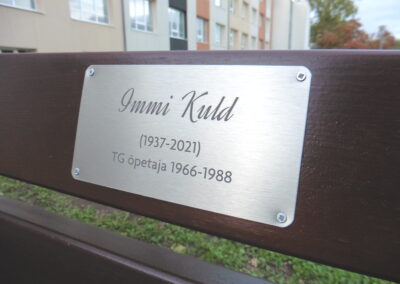 Immi Kuld
(1937-2021)
TG õpetaja 1966-1988